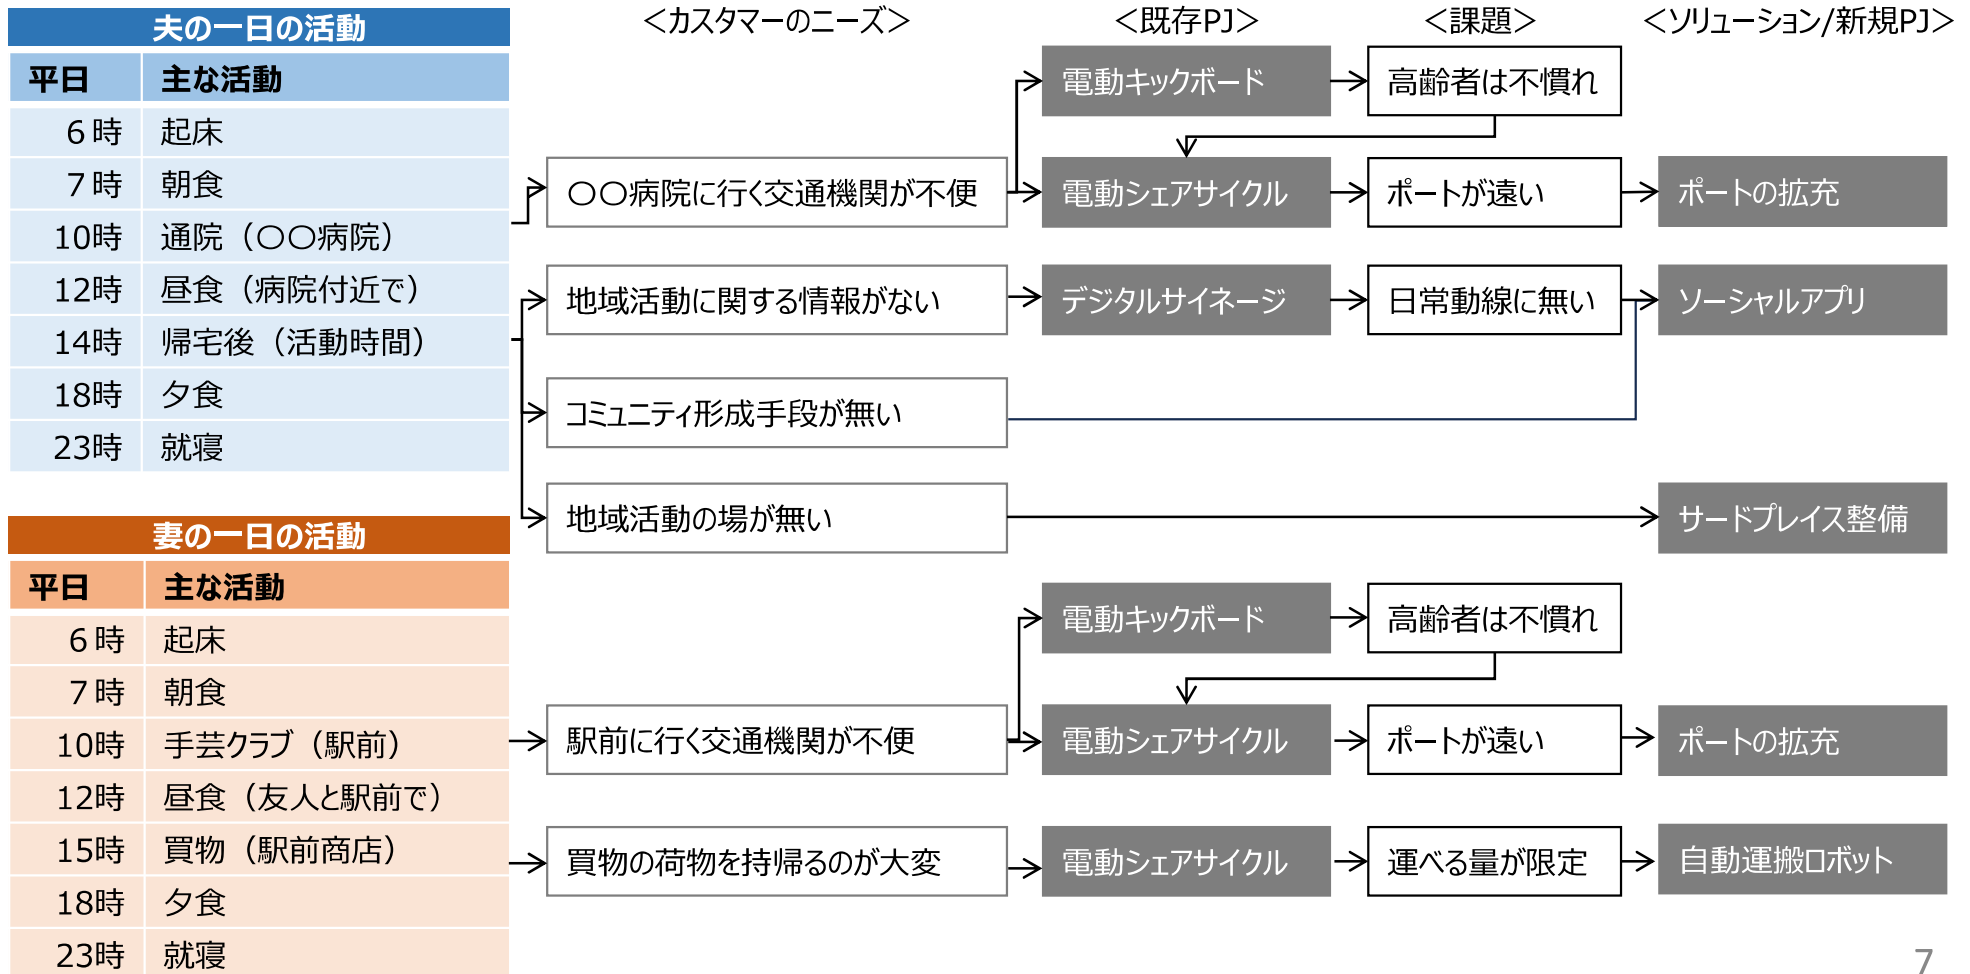 夫の一日の活動
平日 主な活動
6時 起床
7時 朝食
10時 通院（〇〇病院）
12時 昼食（病院付近で）
14時 帰宅後（活動時間）
18時 夕食
23時 就寝
妻の一日の活動
平日 主な活動
6時 起床
7時 朝食
10時 手芸クラブ（駅前）
12時 昼食（友人と駅前で）
15時 買物（駅前商店）
18時 夕食
23時 就寝
＜カスタマーのニーズ＞ ＜既存PJ＞ ＜課題＞ ＜ソリューション/新規PJ＞
電動キックボード 高齢者は不慣れ
〇〇病院に行く交通機関が不便 電動シェアサイクル ポートが遠い ポートの拡充
地域活動に関する情報がない デジタルサイネージ 日常動線に無い ソーシャルアプリ
コミュニティ形成手段が無い
地域活動の場が無い サードプレイス整備
電動キックボード 高齢者は不慣れ
駅前に行く交通機関が不便 電動シェアサイクル ポートが遠い ポートの拡充
買物の荷物を持帰るのが大変 電動シェアサイクル 運べる量が限定 自動運搬ロボット
7